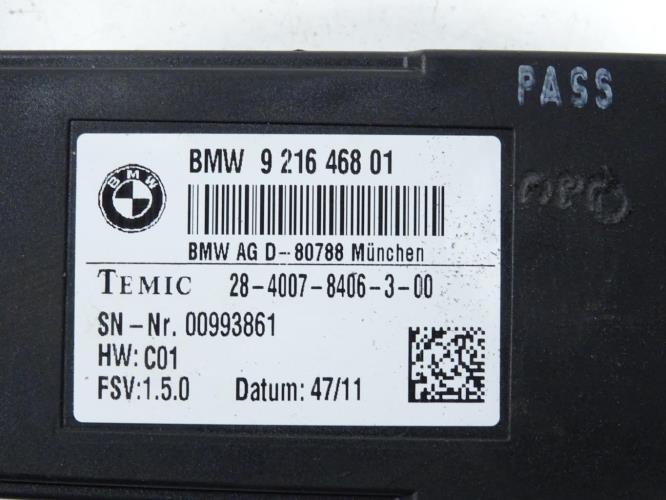 PASS
BMW 9 216 468 01
BMW
BMW AG D-80788 München
TEMIC 28-4007-8406-3-00
SN-Nr. 00993861
HW: C01
FSV:1.5.0 Datum: 47/11